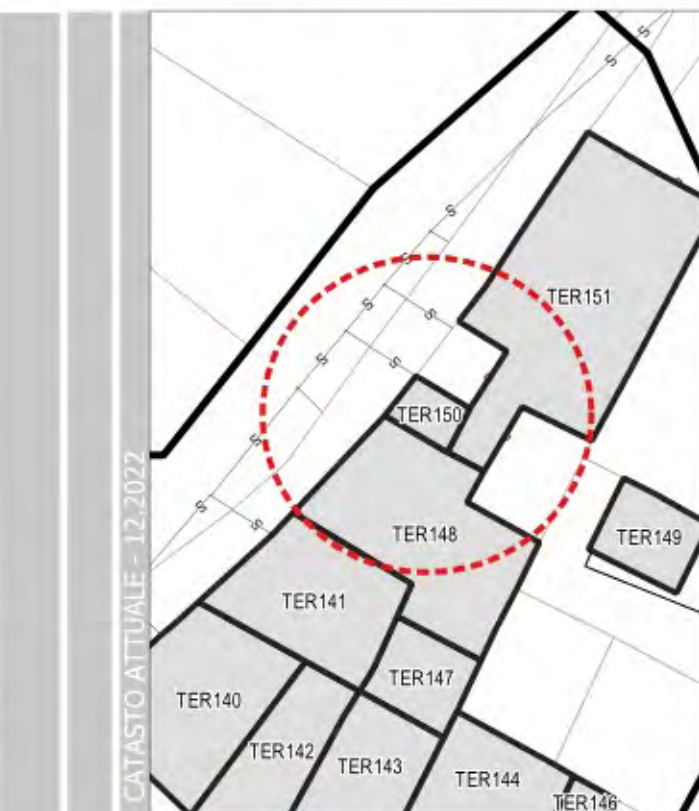 CATASTO ATTUALE - 12.2022
S
S
S
S
TER151
S
S
S
S
TER150
S
S
S
TER148
TER149
TER141
TER147
TER140
TER142
TER143
TER144
TER146